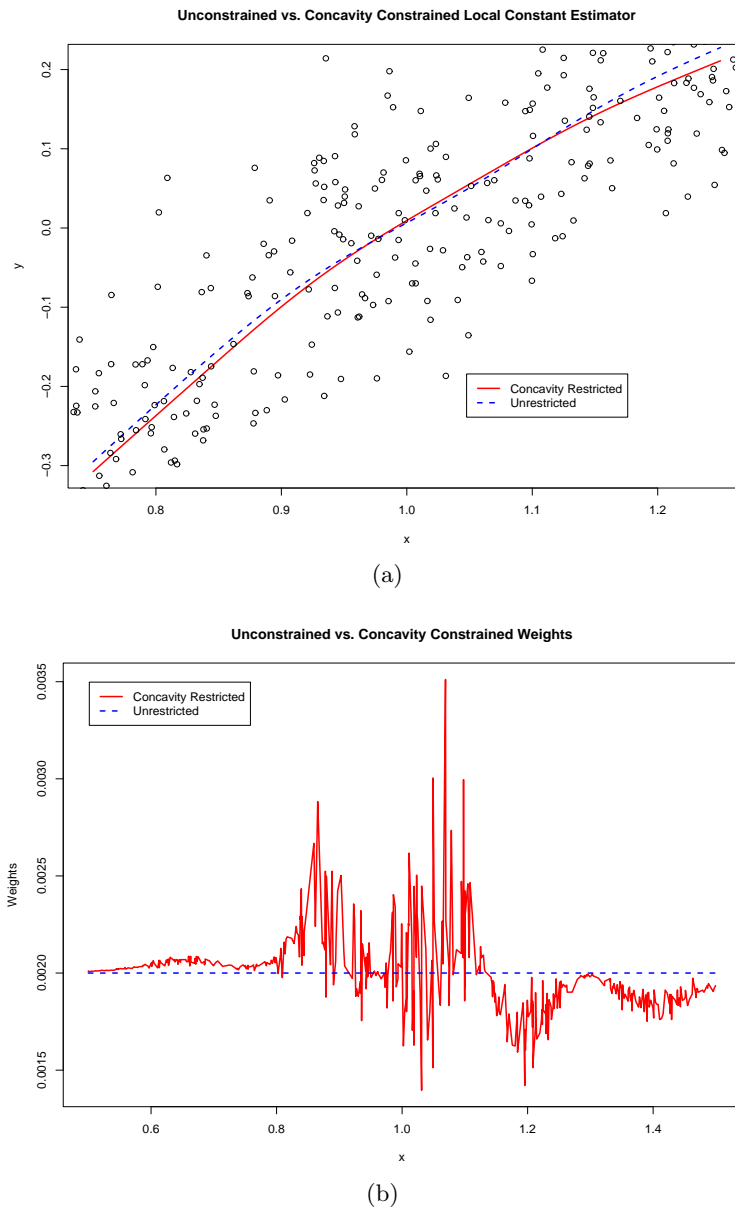 Unconstrained vs. Concavity Constrained Local Constant Estimator
0.2
0.1
0.0
−0.1
−0.2
−0.3
y
Concavity Restricted
Unrestricted
0.8 0.9 1.0 1.1 1.2
x
(a)
Unconstrained vs. Concavity Constrained Weights
0.0035
0.0030
0.0025
0.0020
0.0015
Weights
Concavity Restricted
Unrestricted
0.6 0.8 1.0 1.2 1.4
x
(b)